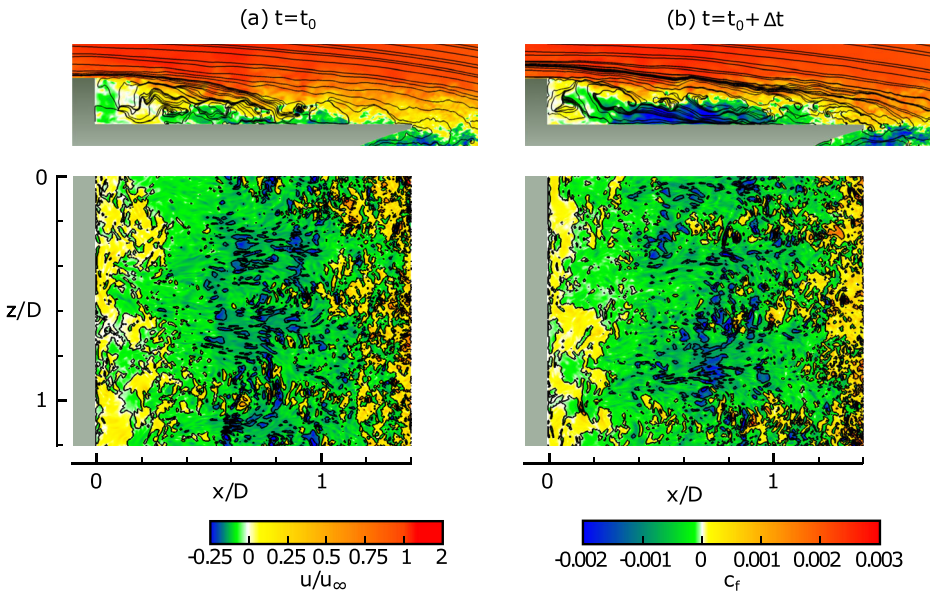 (a) t=t₀
(b) t=t₀+Δt
0
z/D
1
0 1
x/D
0 1
x/D
-0.25 0 0.25 0.5 0.75 1 2
u/u∞
-0.002 -0.001 0 0.001 0.002 0.003
c_f